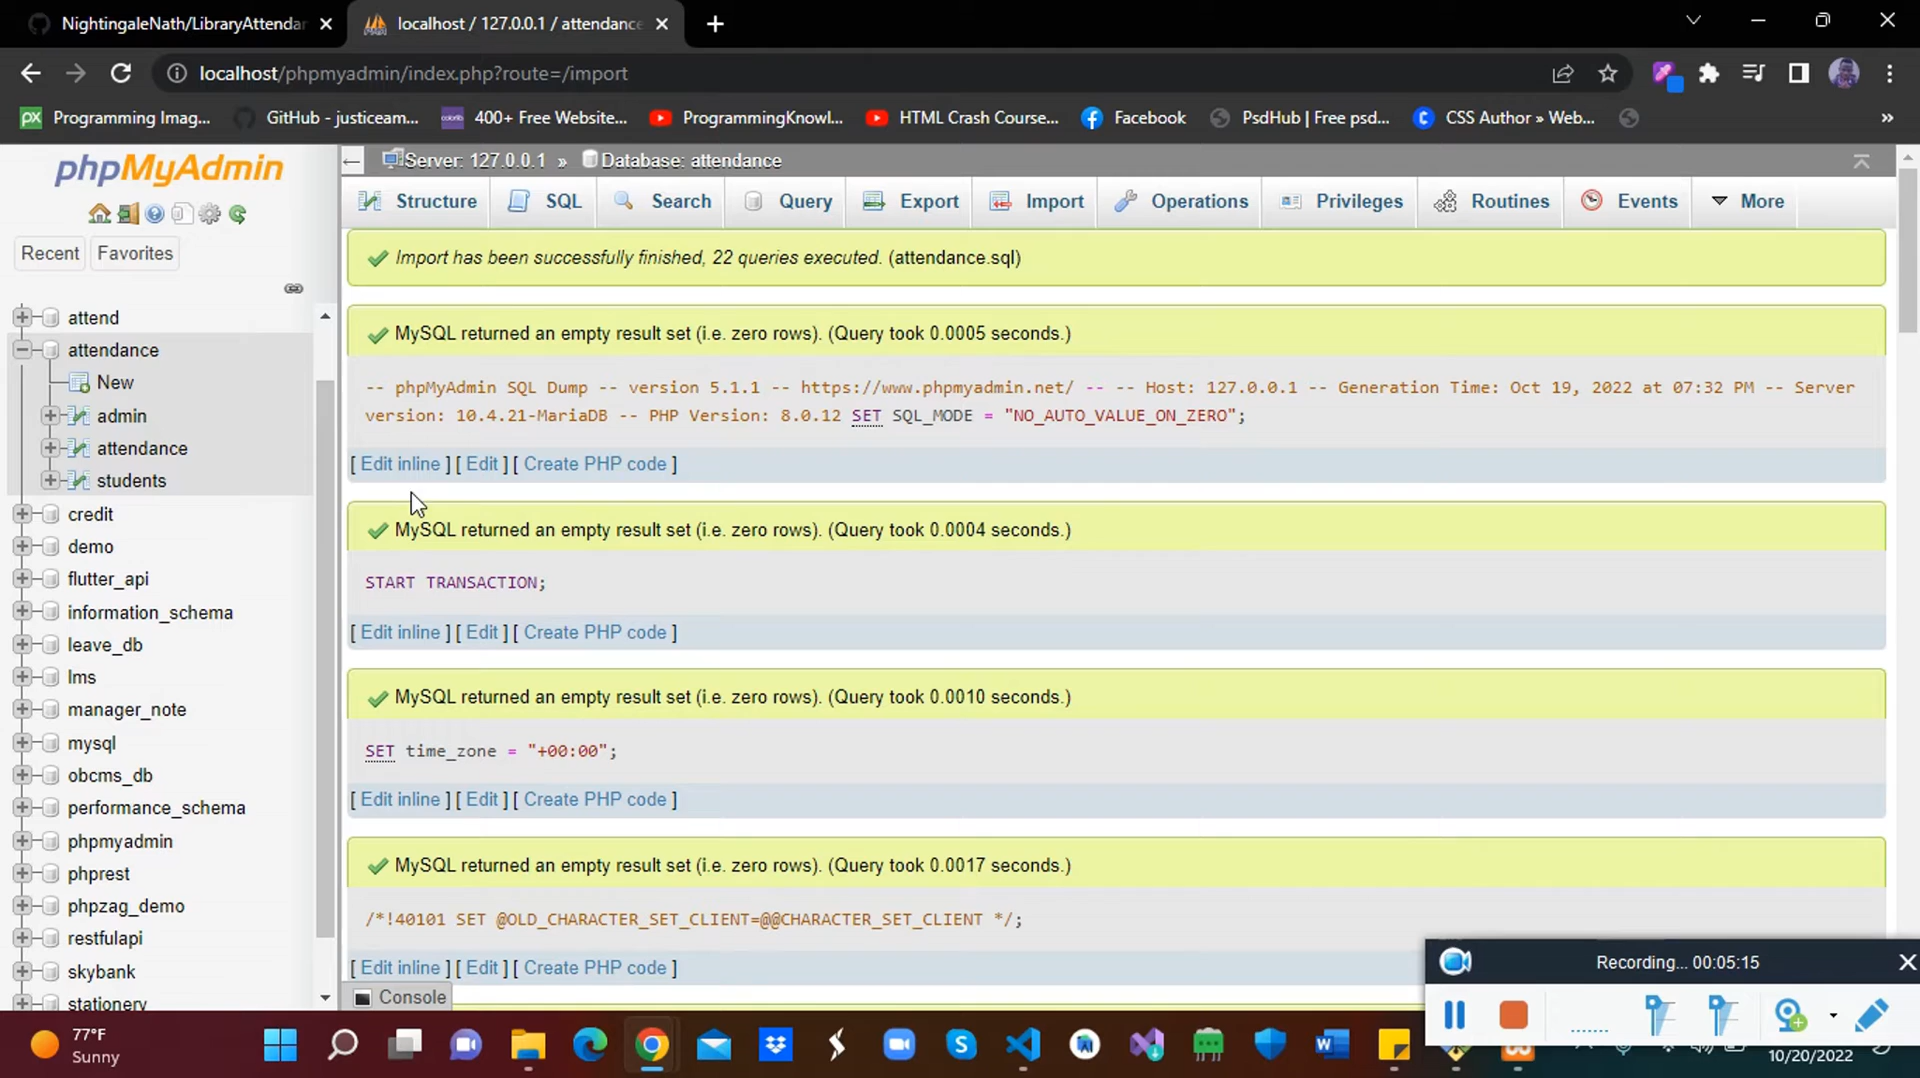 NightingaleNath/LibraryAttendan
localhost / 127.0.0.1 / attendance
localhost/phpmyadmin/index.php?route=/import
Programming Imag...
GitHub - justiceam...
400+ Free Website...
ProgrammingKnowl...
HTML Crash Course...
Facebook
PsdHub | Free psd...
CSS Author » Web...
»
phpMyAdmin
Recent
Favorites
attend
attendance
New
admin
attendance
students
credit
demo
flutter_api
information_schema
leave_db
lms
manager_note
mysql
obcms_db
performance_schema
phpmyadmin
phprest
phpzag_demo
restfulapi
skybank
stationery
Server: 127.0.0.1 » Database: attendance
Structure
SQL
Search
Query
Export
Import
Operations
Privileges
Routines
Events
More
Import has been successfully finished, 22 queries executed. (attendance.sql)
MySQL returned an empty result set (i.e. zero rows). (Query took 0.0005 seconds.)
-- phpMyAdmin SQL Dump -- version 5.1.1 -- https://www.phpmyadmin.net/ -- -- Host: 127.0.0.1 -- Generation Time: Oct 19, 2022 at 07:32 PM -- Server
version: 10.4.21-MariaDB -- PHP Version: 8.0.12 SET SQL_MODE = "NO_AUTO_VALUE_ON_ZERO";
[ Edit inline ] [ Edit ] [ Create PHP code ]
MySQL returned an empty result set (i.e. zero rows). (Query took 0.0004 seconds.)
START TRANSACTION;
[ Edit inline ] [ Edit ] [ Create PHP code ]
MySQL returned an empty result set (i.e. zero rows). (Query took 0.0010 seconds.)
SET time_zone = "+00:00";
[ Edit inline ] [ Edit ] [ Create PHP code ]
MySQL returned an empty result set (i.e. zero rows). (Query took 0.0017 seconds.)
/*!40101 SET @OLD_CHARACTER_SET_CLIENT=@@CHARACTER_SET_CLIENT */;
[ Edit inline ] [ Edit ] [ Create PHP code ]
Console
Recording... 00:05:15
77°F
Sunny
10/20/2022